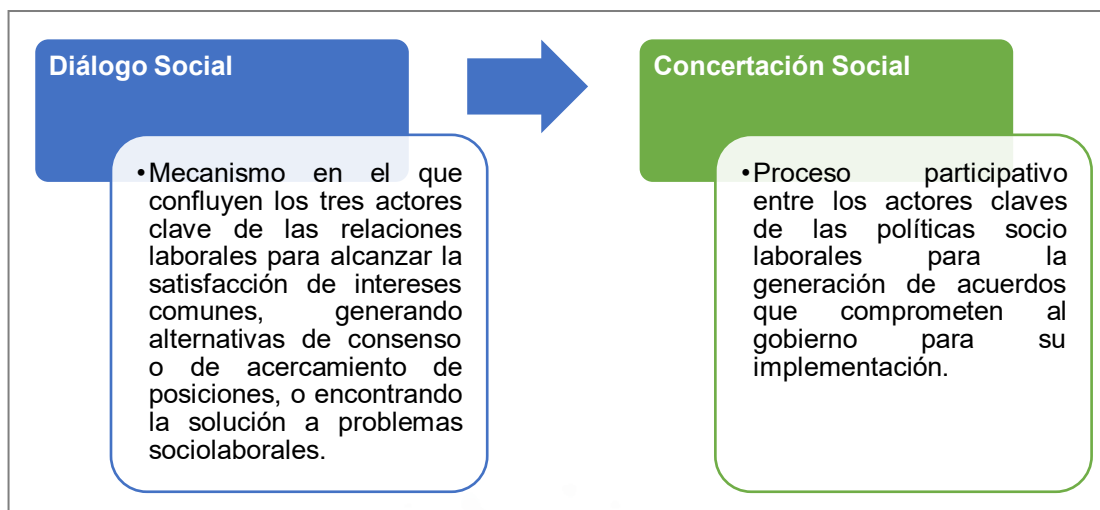 Diálogo Social
•Mecanismo en el que
confluyen los tres actores
clave de las relaciones
laborales para alcanzar la
satisfacción de intereses
comunes, generando
alternativas de consenso
o de acercamiento de
posiciones, o encontrando
la solución a problemas
sociolaborales.
Concertación Social
•Proceso participativo
entre los actores claves
de las políticas socio
laborales para la
generación de acuerdos
que comprometen al
gobierno para su
implementación.